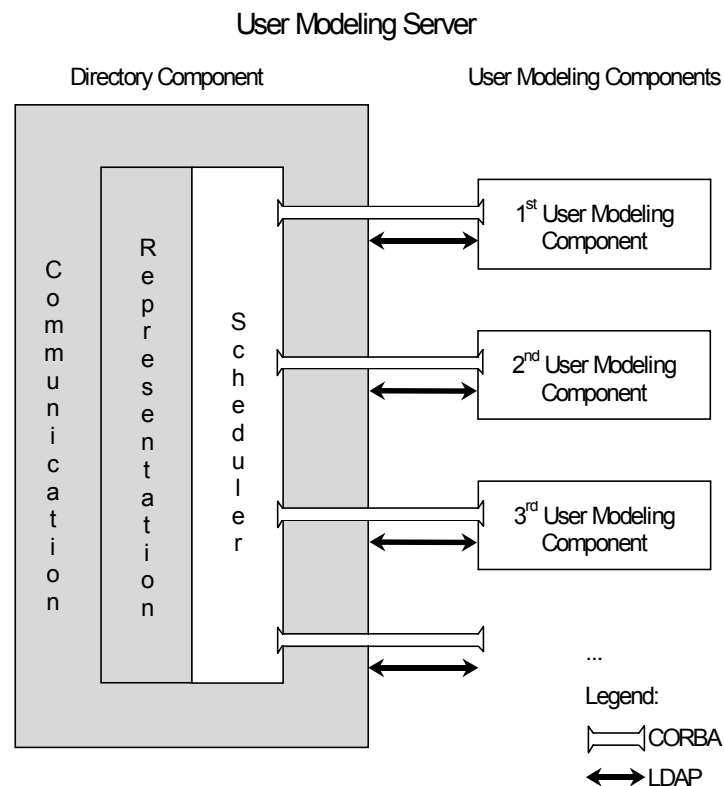 User Modeling Server
Directory Component
User Modeling Components
Communication
Representation
Scheduler
1st User Modeling
Component
2nd User Modeling
Component
3rd User Modeling
Component
...
Legend:
CORBA
LDAP